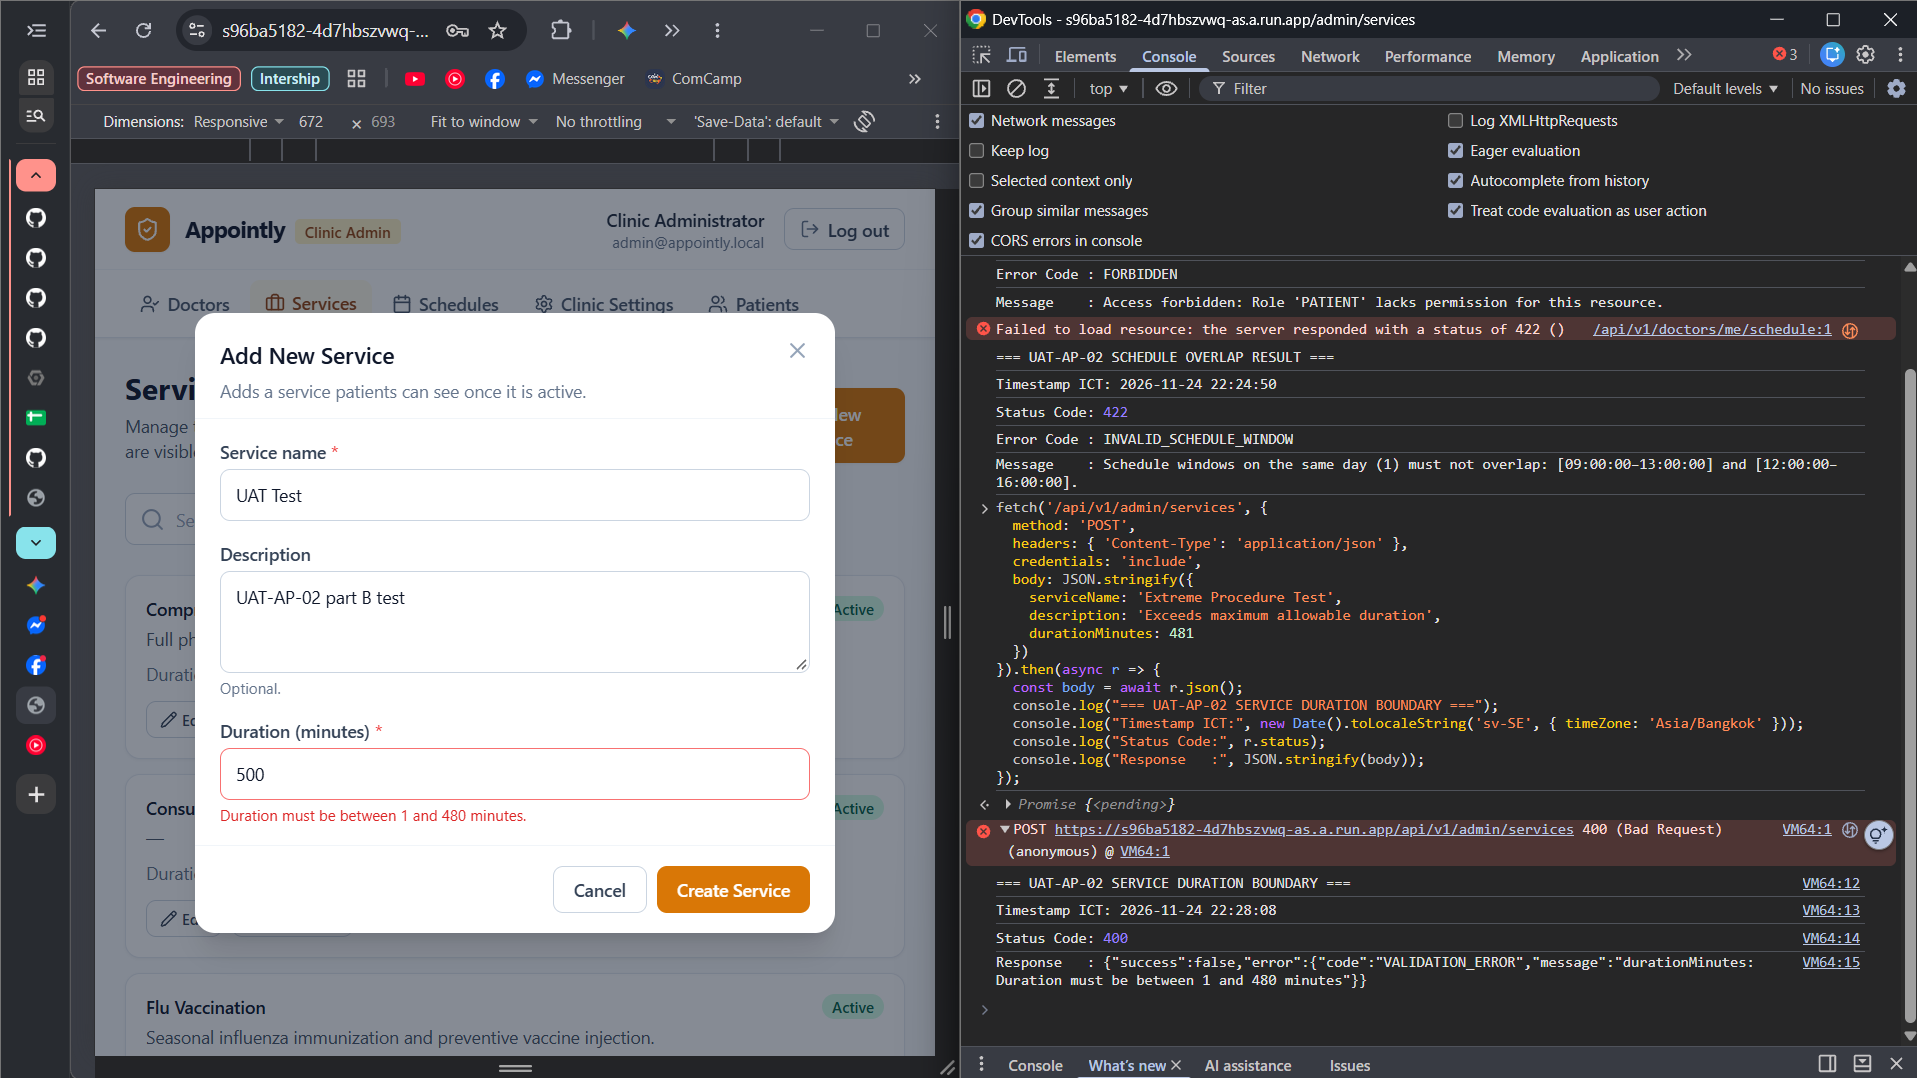 s96ba5182-4d7hbszvwq-...
Software Engineering
Intership
Messenger
ComCamp
Dimensions: Responsive 672 × 693 Fit to window No throttling 'Save-Data': default
Appointly
Clinic Admin
Clinic Administrator
admin@appointly.local
Log out
Doctors
Services
Schedules
Clinic Settings
Patients
Servi
Manage
are visibl
ew
ce
Se
Comp
Active
Full ph
Durati
Ed
Add New Service
Adds a service patients can see once it is active.
Service name *
UAT Test
Description
UAT-AP-02 part B test
Optional.
Duration (minutes) *
500
Duration must be between 1 and 480 minutes.
Cancel
Create Service
Consu
Active
—
Durati
Ed
Flu Vaccination
Active
Seasonal influenza immunization and preventive vaccine injection.
DevTools - s96ba5182-4d7hbszvwq-as.a.run.app/admin/services
Elements Console Sources Network Performance Memory Application
3
top
Filter
Default levels
No issues
Network messages
Log XMLHttpRequests
Keep log
Eager evaluation
Selected context only
Autocomplete from history
Group similar messages
Treat code evaluation as user action
CORS errors in console
Error Code : FORBIDDEN
Message    : Access forbidden: Role 'PATIENT' lacks permission for this resource.
Failed to load resource: the server responded with a status of 422 () /api/v1/doctors/me/schedule:1
=== UAT-AP-02 SCHEDULE OVERLAP RESULT ===
Timestamp ICT: 2026-11-24 22:24:50
Status Code: 422
Error Code : INVALID_SCHEDULE_WINDOW
Message    : Schedule windows on the same day (1) must not overlap: [09:00:00–13:00:00] and [12:00:00–
16:00:00].
fetch('/api/v1/admin/services', {
method: 'POST',
headers: { 'Content-Type': 'application/json' },
credentials: 'include',
body: JSON.stringify({
serviceName: 'Extreme Procedure Test',
description: 'Exceeds maximum allowable duration',
durationMinutes: 481
})
}).then(async r => {
const body = await r.json();
console.log("=== UAT-AP-02 SERVICE DURATION BOUNDARY ===");
console.log("Timestamp ICT:", new Date().toLocaleString('sv-SE', { timeZone: 'Asia/Bangkok' }));
console.log("Status Code:", r.status);
console.log("Response   :", JSON.stringify(body));
});
Promise {<pending>}
POST https://s96ba5182-4d7hbszvwq-as.a.run.app/api/v1/admin/services 400 (Bad Request) VM64:1
(anonymous) @ VM64:1
=== UAT-AP-02 SERVICE DURATION BOUNDARY === VM64:12
Timestamp ICT: 2026-11-24 22:28:08 VM64:13
Status Code: 400 VM64:14
Response   : {"success":false,"error":{"code":"VALIDATION_ERROR","message":"durationMinutes: VM64:15
Duration must be between 1 and 480 minutes"}}
Console What's new AI assistance Issues